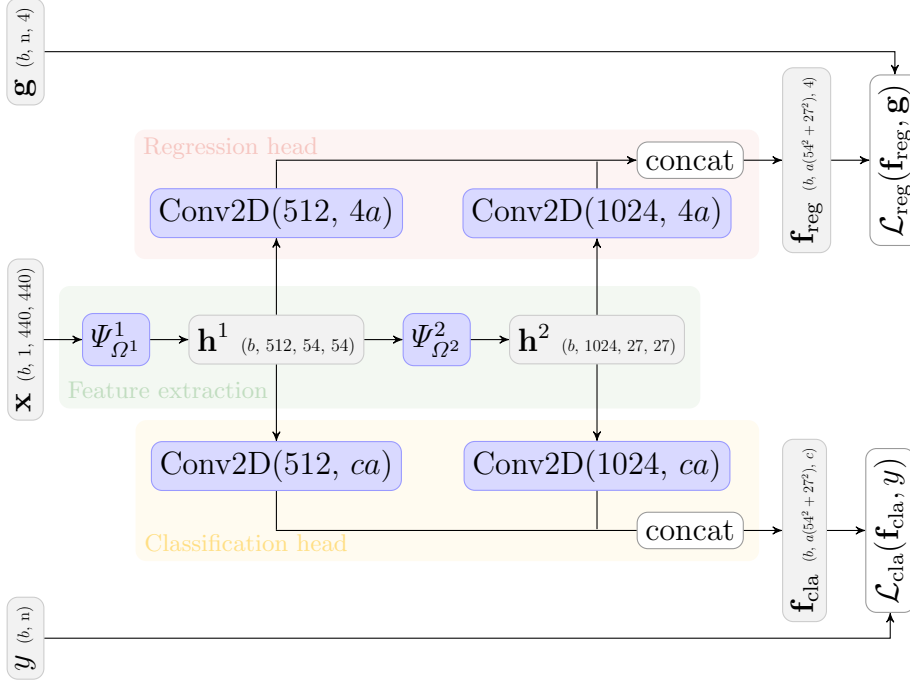 g (b, n, 4)
Regression head
concat
Conv2D(512, 4a)
Conv2D(1024, 4a)
f_reg (b, a(54² + 27²), 4)
ℒ_reg(f_reg, g)
x (b, 1, 440, 440)
Ψ¹_Ω¹
h¹ (b, 512, 54, 54)
Ψ²_Ω²
h² (b, 1024, 27, 27)
Feature extraction
Conv2D(512, ca)
Conv2D(1024, ca)
concat
Classification head
f_cla (b, a(54² + 27²), c)
ℒ_cla(f_cla, y)
y (b, n)